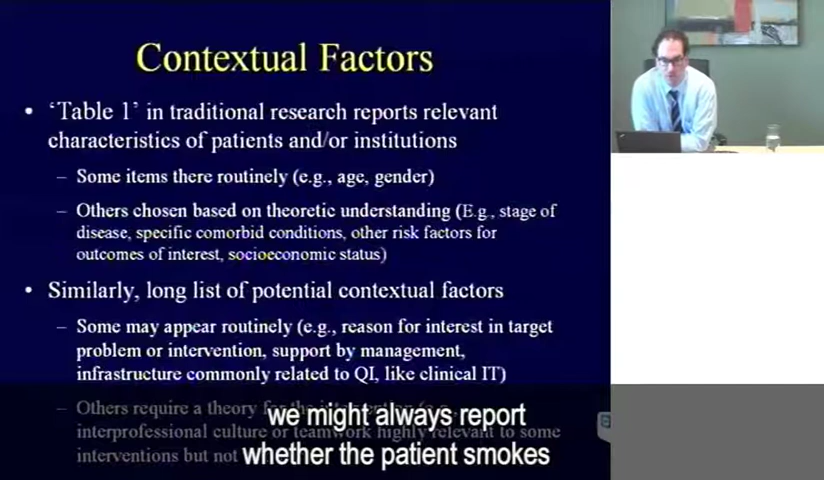 Contextual Factors
• 'Table 1' in traditional research reports relevant
characteristics of patients and/or institutions
– Some items there routinely (e.g., age, gender)
– Others chosen based on theoretic understanding (E.g., stage of
disease, specific comorbid conditions, other risk factors for
outcomes of interest, socioeconomic status)
• Similarly, long list of potential contextual factors
– Some may appear routinely (e.g., reason for interest in target
problem or intervention, support by management,
infrastructure commonly related to QI, like clinical IT)
– Others require a theory for the
interprofessional culture or teamwork highly relevant to some
interventions but not
we might always report
whether the patient smokes